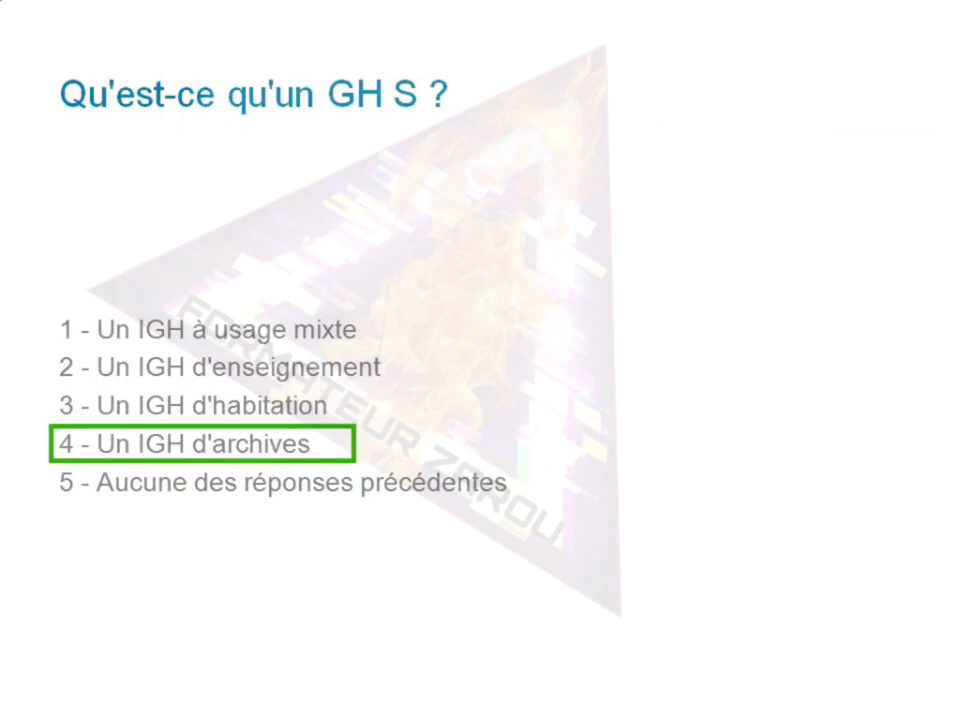 Qu'est-ce qu'un GH S ?
1 - Un IGH à usage mixte
2 - Un IGH d'enseignement
3 - Un IGH d'habitation
4 - Un IGH d'archives
5 - Aucune des réponses précédentes
FORMATEUR ZAROU